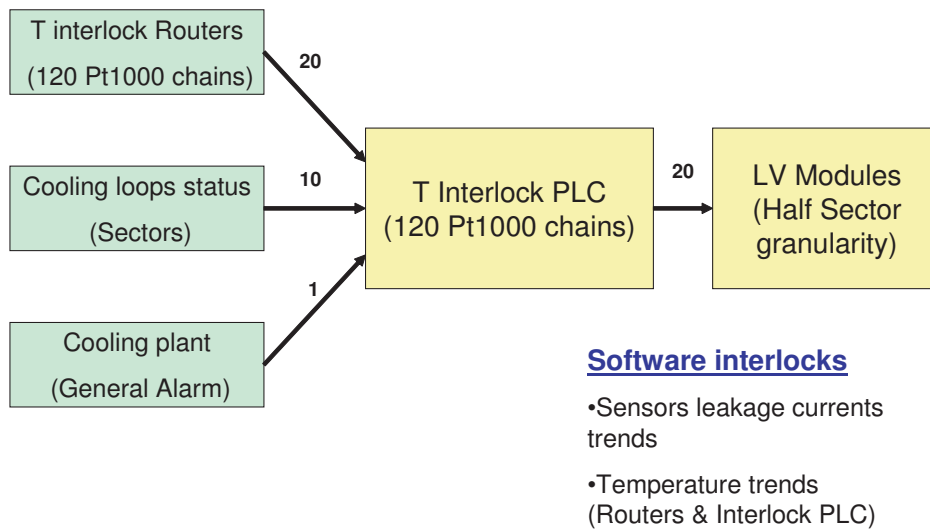 T interlock Routers
(120 Pt1000 chains)
20
Cooling loops status
(Sectors)
10
Cooling plant
(General Alarm)
1
T Interlock PLC
(120 Pt1000 chains)
20
LV Modules
(Half Sector
granularity)
Software interlocks
•Sensors leakage currents
trends
•Temperature trends
(Routers & Interlock PLC)